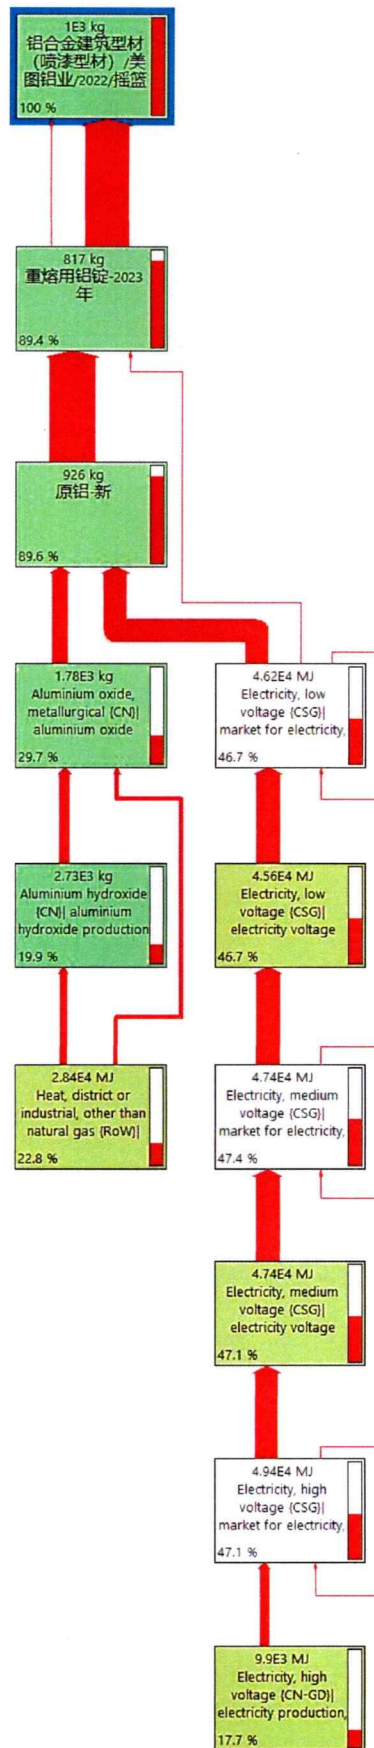 1E3 kg
铝合金建筑型材
（喷漆型材）/美
图铝业/2022/摇篮
100 %
817 kg
重熔用铝锭-2023
年
89.4 %
926 kg
原铝-新
89.6 %
1.78E3 kg
Aluminium oxide,
metallurgical {CN}|
aluminium oxide
29.7 %
4.62E4 MJ
Electricity, low
voltage {CSG}|
market for electricity,
46.7 %
2.73E3 kg
Aluminium hydroxide
{CN}| aluminium
hydroxide production
19.9 %
4.56E4 MJ
Electricity, low
voltage {CSG}|
electricity voltage
46.7 %
2.84E4 MJ
Heat, district or
industrial, other than
natural gas {RoW}|
22.8 %
4.74E4 MJ
Electricity, medium
voltage {CSG}|
market for electricity,
47.4 %
4.74E4 MJ
Electricity, medium
voltage {CSG}|
electricity voltage
47.1 %
4.94E4 MJ
Electricity, high
voltage {CSG}|
market for electricity,
47.1 %
9.9E3 MJ
Electricity, high
voltage {CN-GD}|
electricity production,
17.7 %